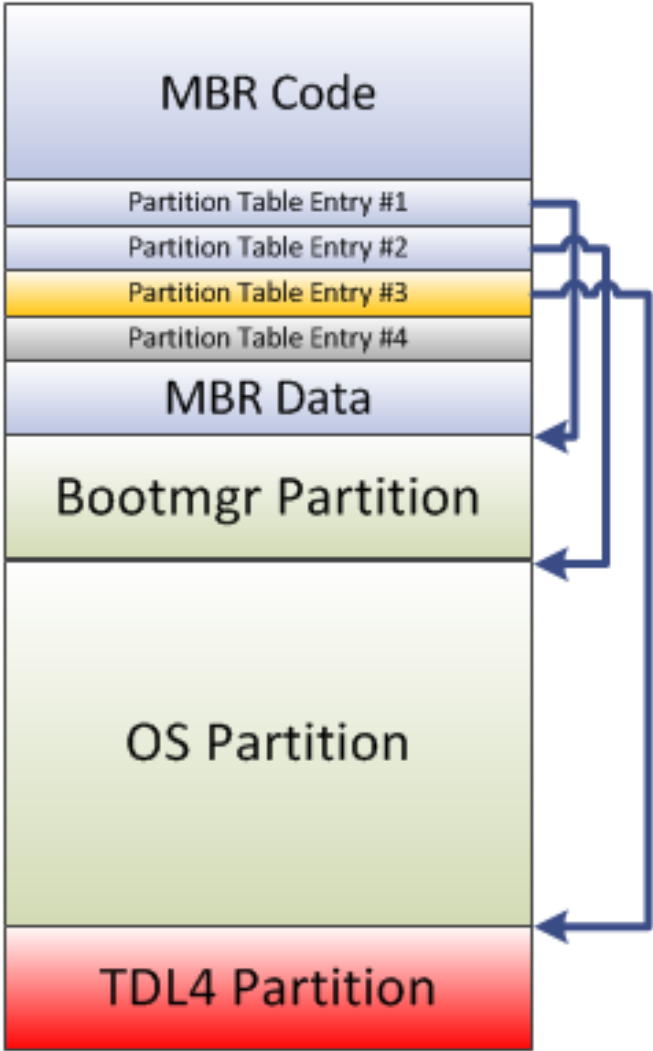 MBR Code
Partition Table Entry #1
Partition Table Entry #2
Partition Table Entry #3
Partition Table Entry #4
MBR Data
Bootmgr Partition
OS Partition
TDL4 Partition